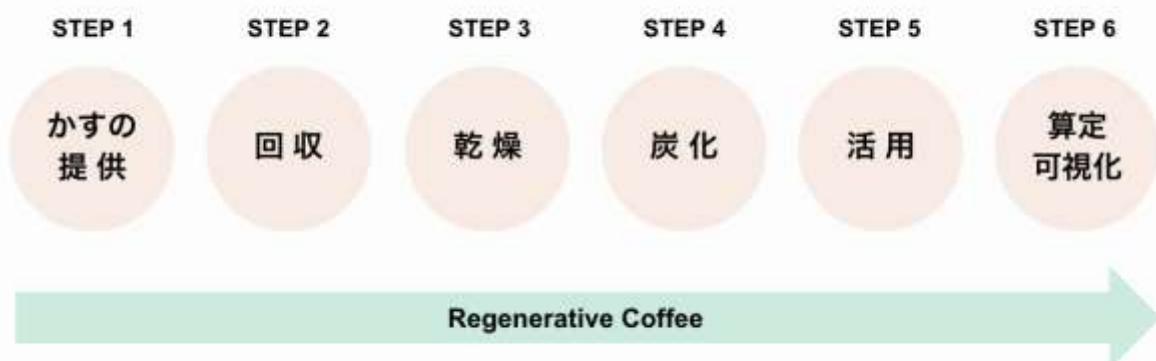 STEP 1
STEP 2
STEP 3
STEP 4
STEP 5
STEP 6
かすの
提供
回収
乾燥
炭化
活用
算定
可視化
Regenerative Coffee